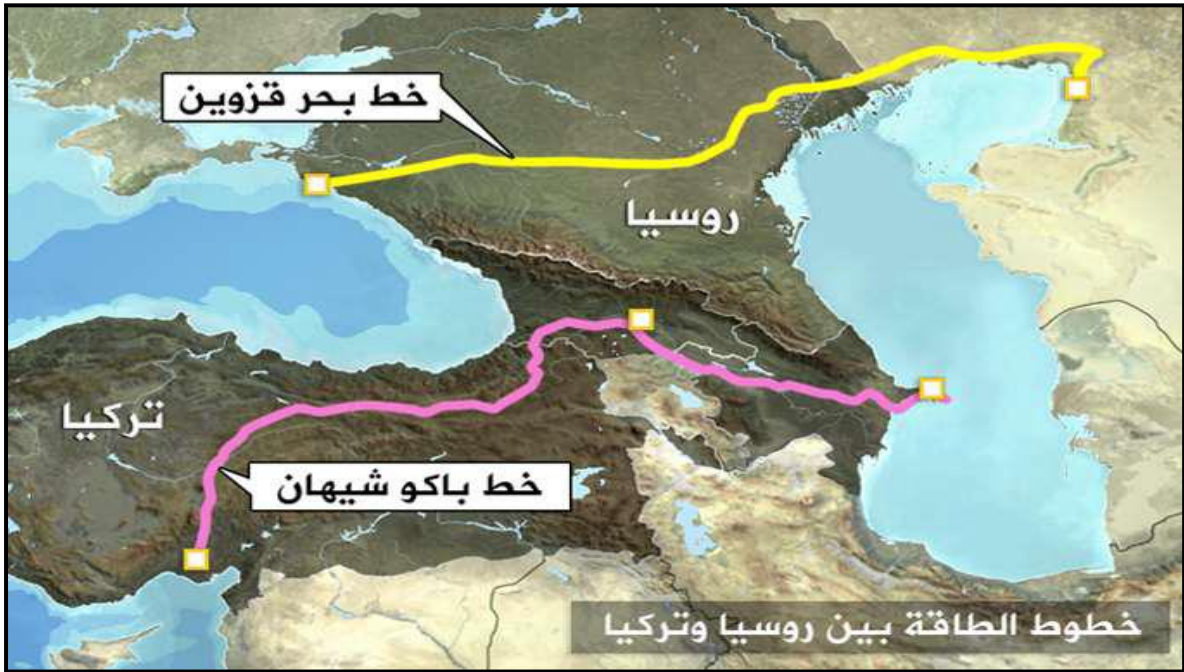 خط بحر قزوين
روسيا
تركيا
خط باكو شيهان
خطوط الطاقة بين روسيا وتركيا